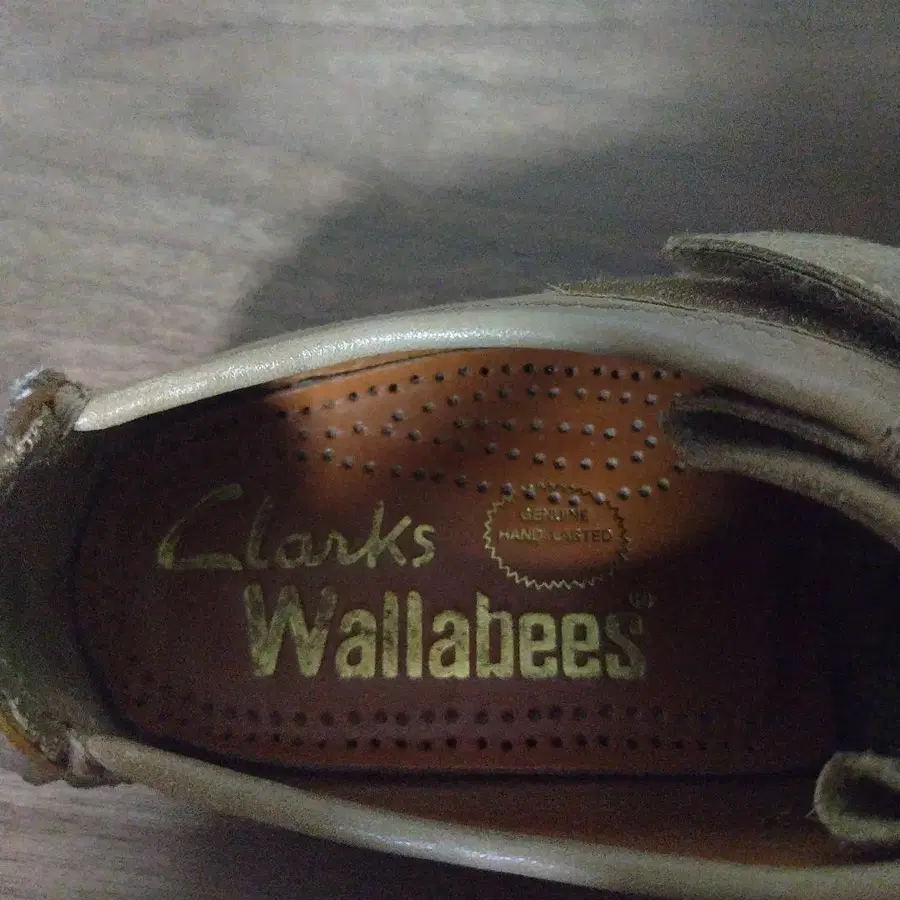 Clarks
GENUINE
HAND LASTED
Wallabees®